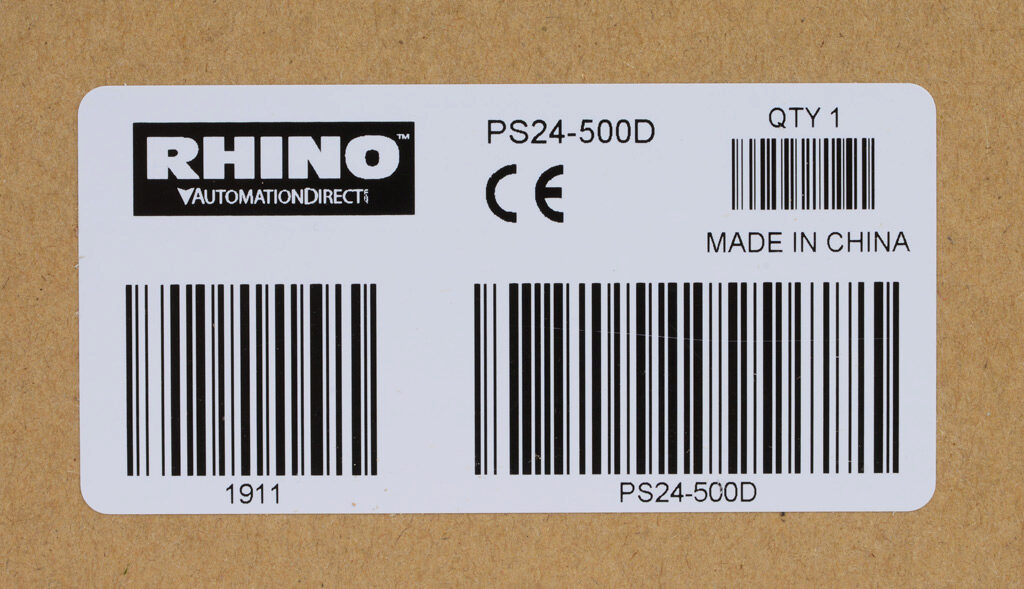 RHINO™
AUTOMATIONDIRECT
PS24-500D
CE
QTY 1
MADE IN CHINA
1911
PS24-500D